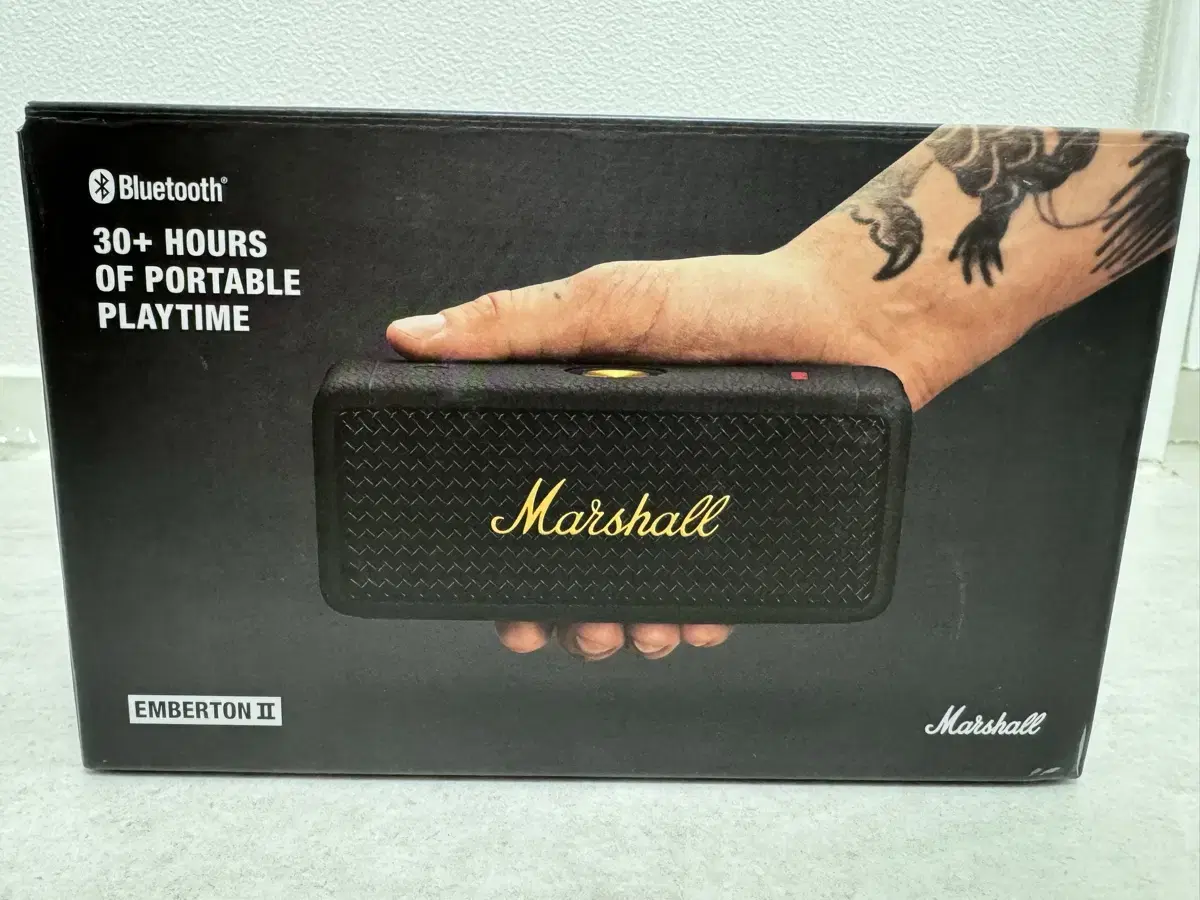 Bluetooth®
30+ HOURS
OF PORTABLE
PLAYTIME
Marshall
EMBERTON II
Marshall